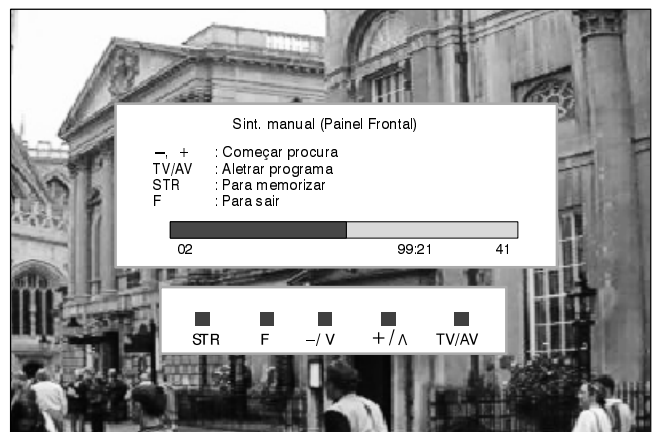 Sint. manual (Painel Frontal)
–, + : Começar procura
TV/AV : Aletrar programa
STR : Para memorizar
F : Para sair
02 99:21 41
STR F –/V +/Λ TV/AV